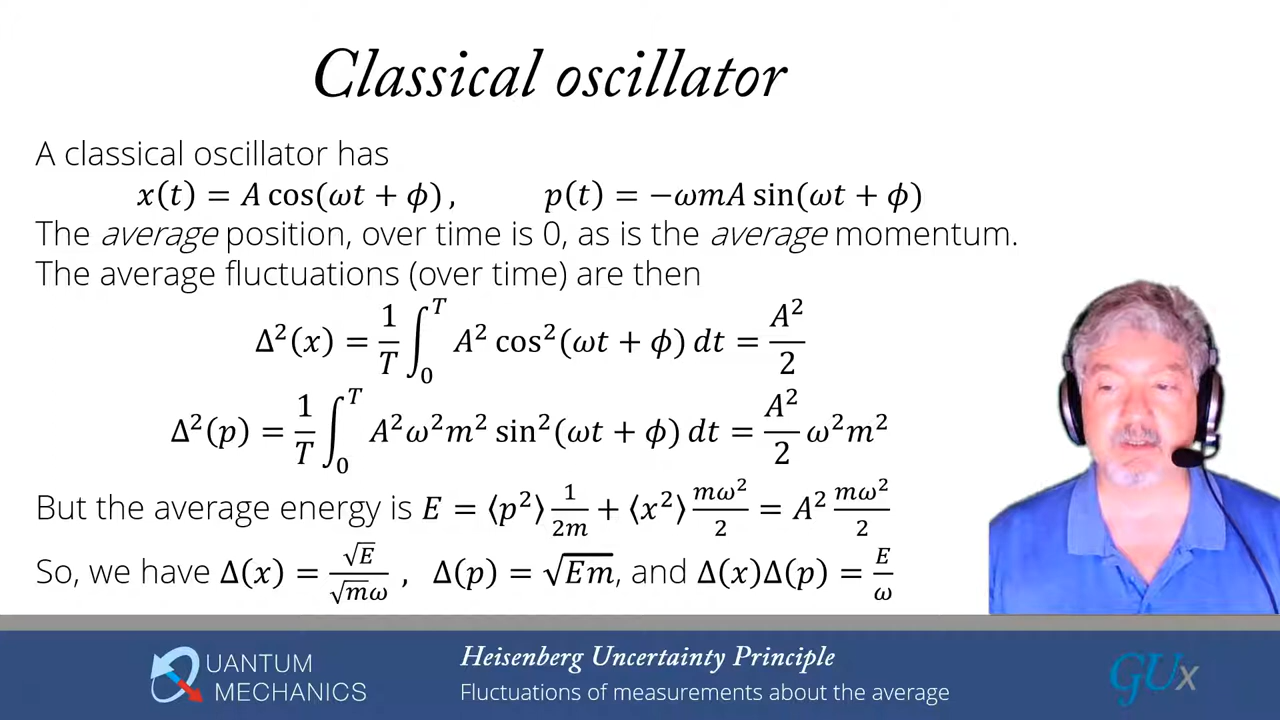 Classical oscillator
A classical oscillator has
x(t) = A cos(ωt + ϕ) ,   p(t) = −ωmA sin(ωt + ϕ)
The average position, over time is 0, as is the average momentum.
The average fluctuations (over time) are then
Δ²(x) = 1/T ∫₀ᵀ A² cos²(ωt + ϕ) dt = A²/2
Δ²(p) = 1/T ∫₀ᵀ A²ω²m² sin²(ωt + ϕ) dt = A²/2 ω²m²
But the average energy is E = ⟨p²⟩ 1/2m + ⟨x²⟩ mω²/2 = A² mω²/2
So, we have Δ(x) = √E/√mω , Δ(p) = √Em, and Δ(x)Δ(p) = E/ω
QUANTUM
MECHANICS
Heisenberg Uncertainty Principle
Fluctuations of measurements about the average
GUx